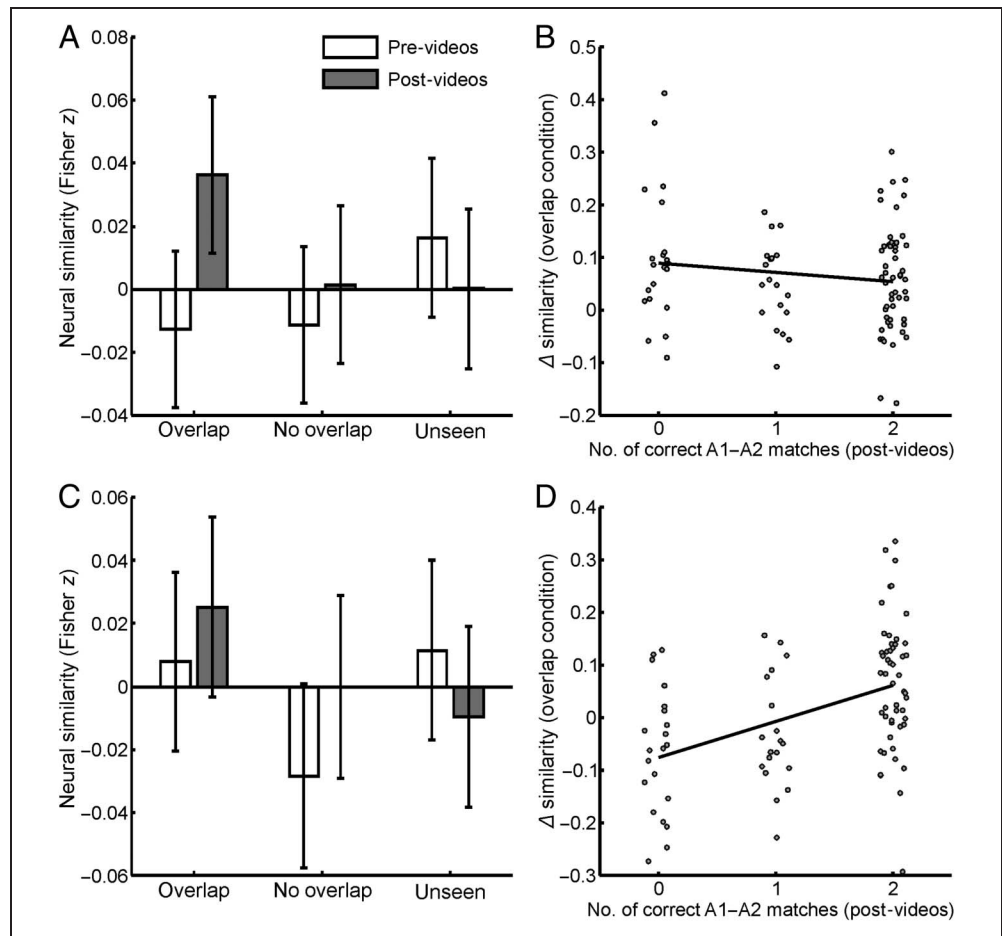 A
Neural similarity (Fisher z)
0.08
0.06
0.04
0.02
0
−0.02
−0.04
Pre-videos
Post-videos
Overlap
No overlap
Unseen
B
Δ similarity (overlap condition)
0.5
0.4
0.3
0.2
0.1
0
−0.1
−0.2
0
1
2
No. of correct A1–A2 matches (post-videos)
C
Neural similarity (Fisher z)
0.06
0.04
0.02
0
−0.02
−0.04
−0.06
Overlap
No overlap
Unseen
D
Δ similarity (overlap condition)
0.4
0.3
0.2
0.1
0
−0.1
−0.2
−0.3
0
1
2
No. of correct A1–A2 matches (post-videos)